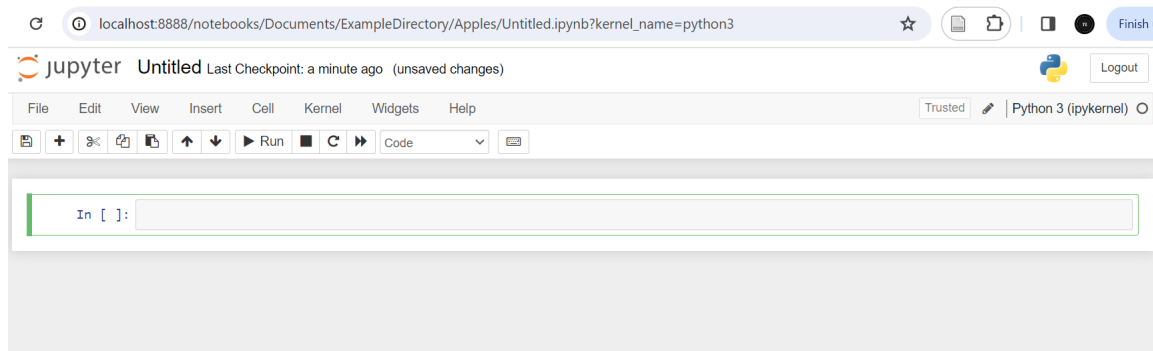 localhost:8888/notebooks/Documents/ExampleDirectory/Apples/Untitled.ipynb?kernel_name=python3 Finish
jupyter Untitled Last Checkpoint: a minute ago (unsaved changes) Logout
File Edit View Insert Cell Kernel Widgets Help Trusted Python 3 (ipykernel)
Run Code
In [ ]: